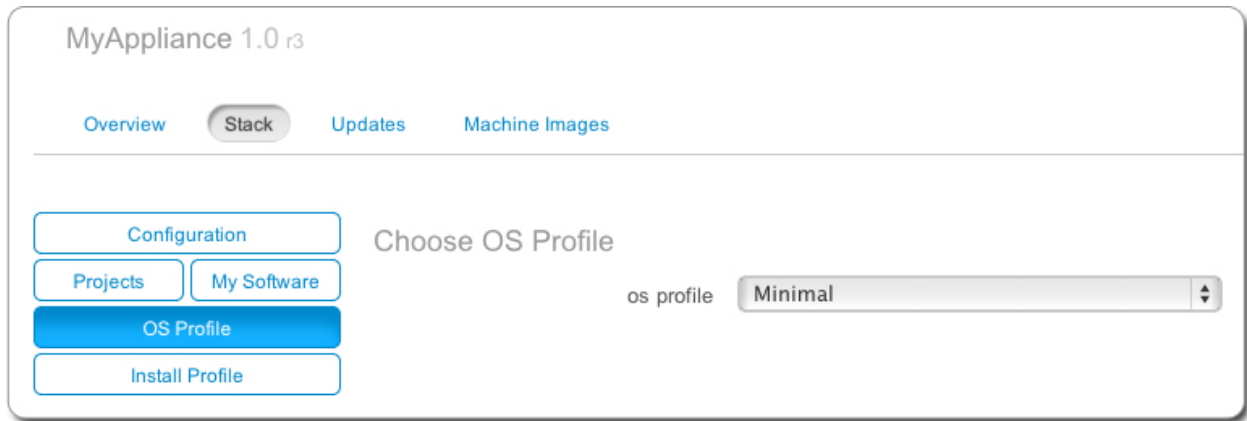 MyAppliance 1.0 r3
Overview Stack Updates Machine Images
Configuration
Projects My Software
OS Profile
Install Profile
Choose OS Profile
os profile Minimal